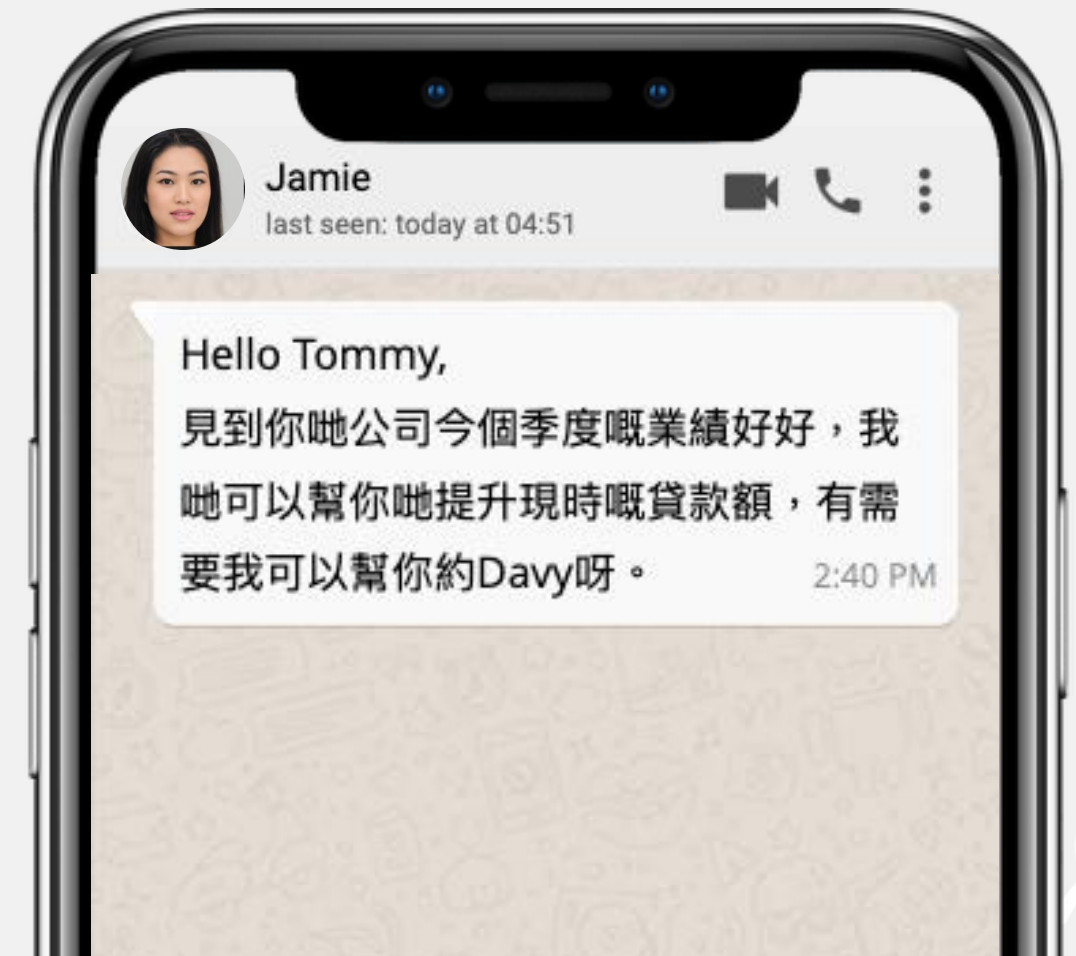 Jamie
last seen: today at 04:51
Hello Tommy,
見到你哋公司今個季度嘅業績好好，我
哋可以幫你哋提升現時嘅貸款額，有需
要我可以幫你約Davy呀。
2:40 PM